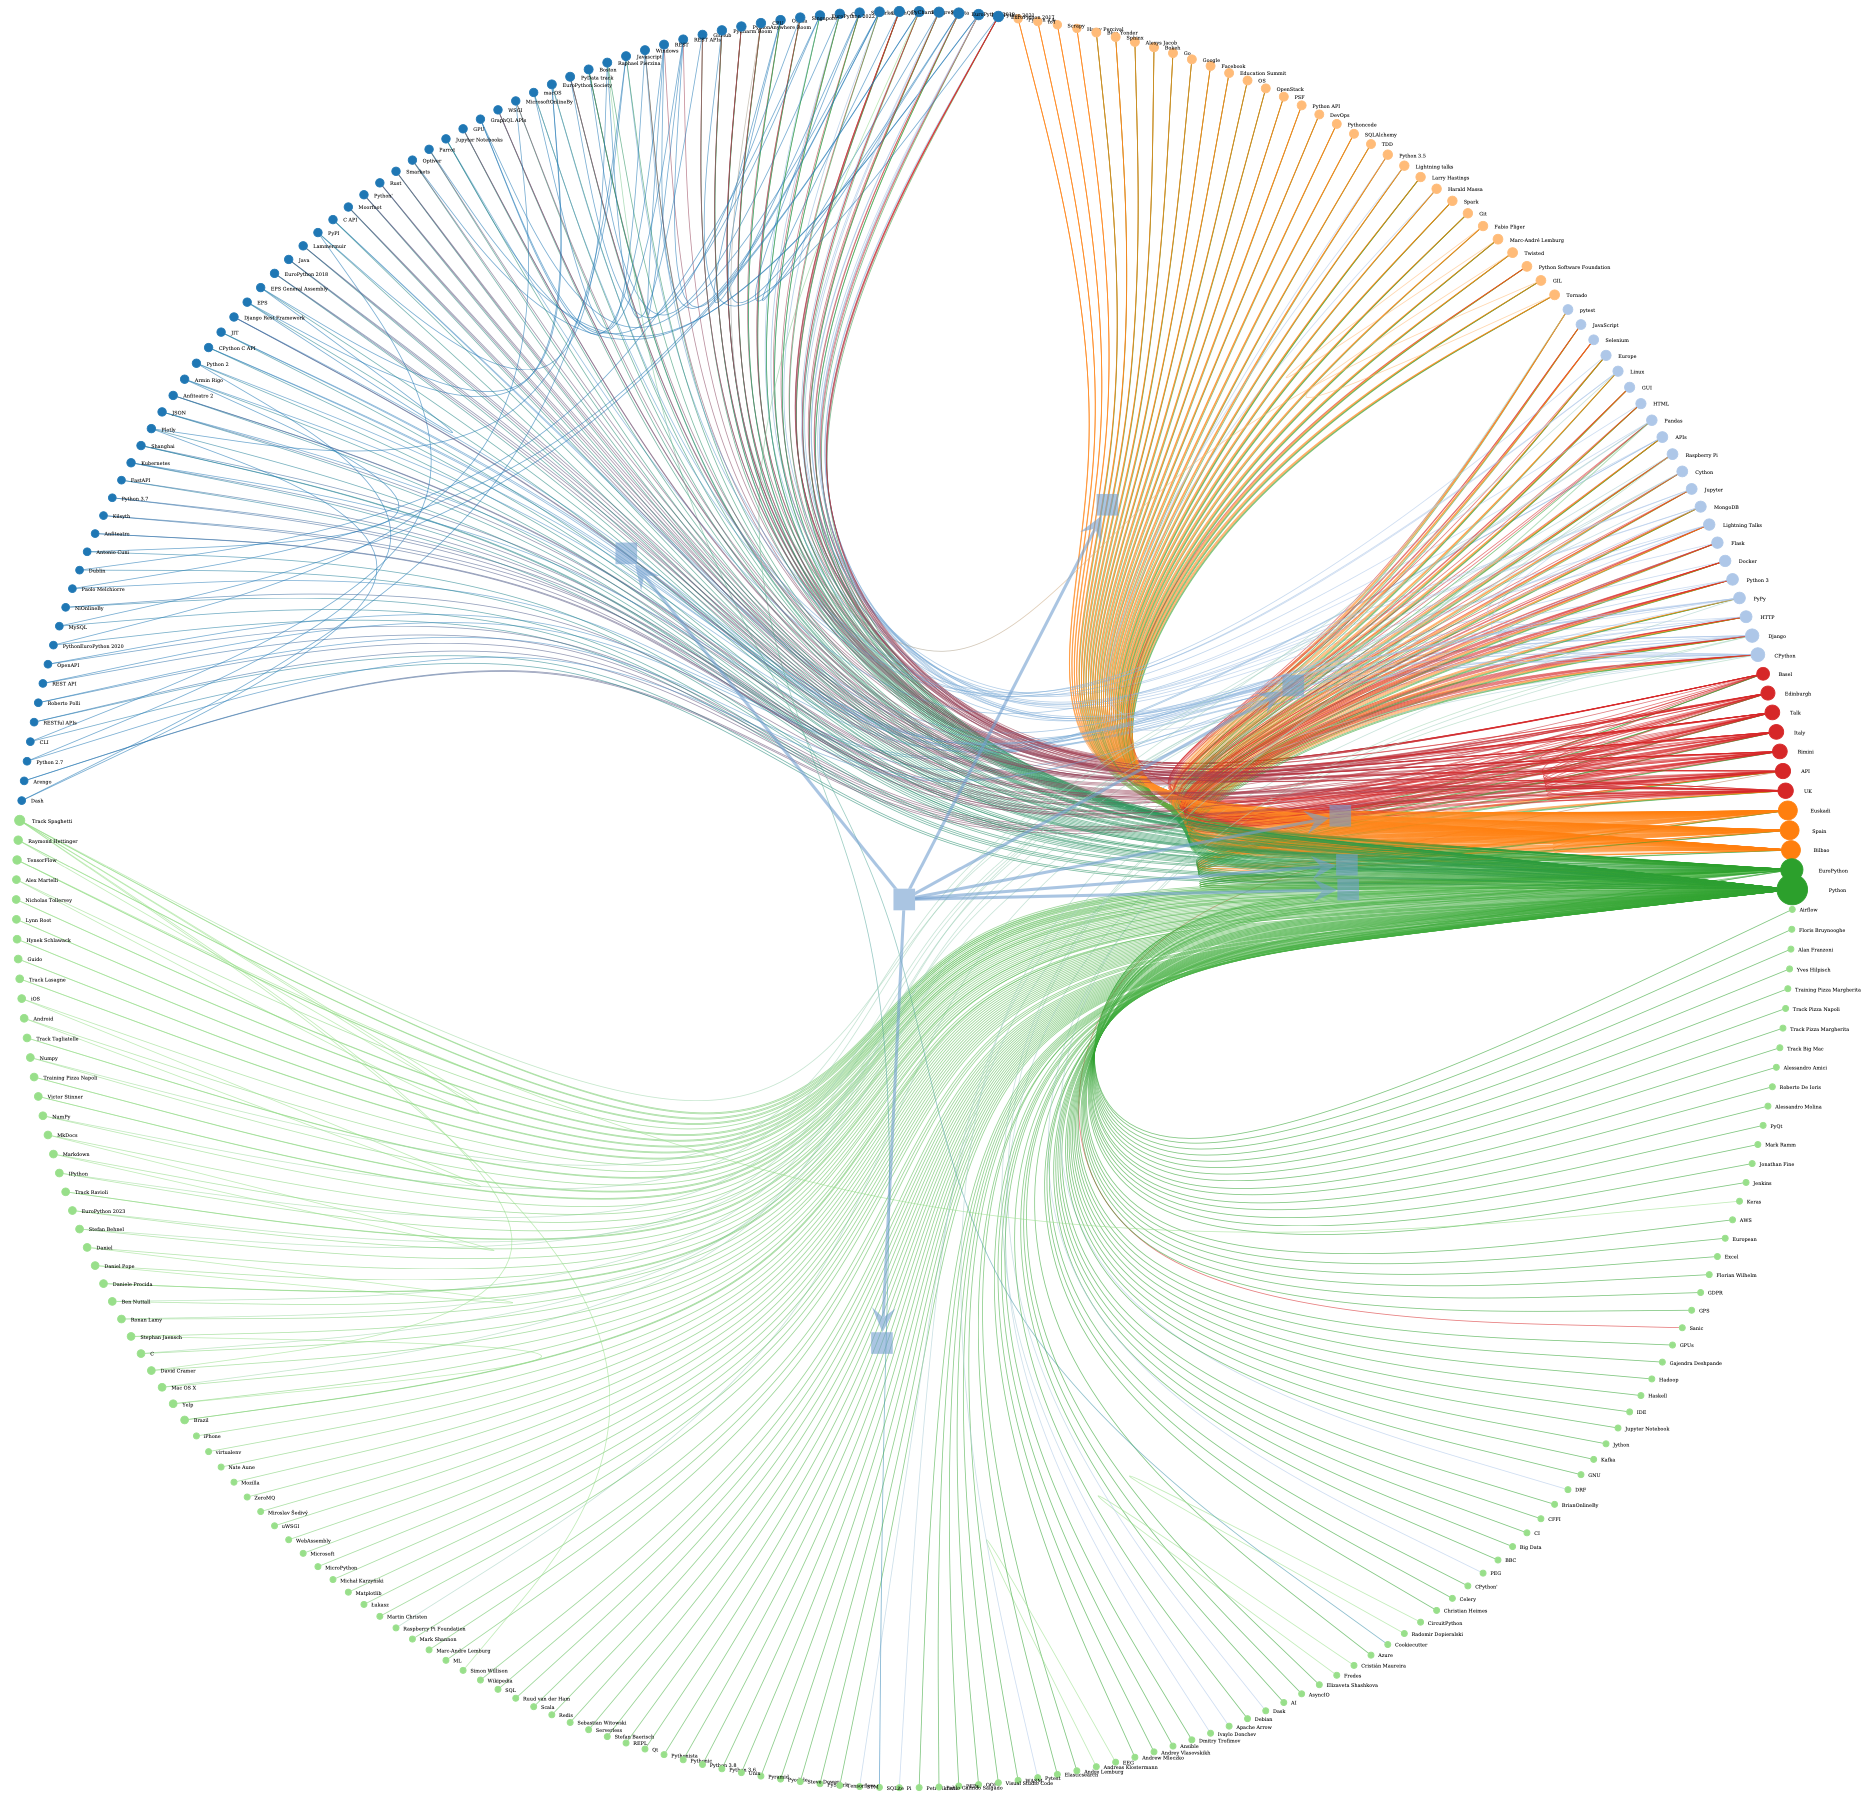 EuroPython 2022
EuroPython 2017
Scrapy
Harry Percival
Blue Yonder
Sphinx
Alexys Jacob
Bokeh
Go
Google
Facebook
Education Summit
OS
OpenStack
PSF
Python API
DevOps
Pythoncode
SQLAlchemy
TDD
Python 3.5
Lightning talks
Larry Hastings
Harald Massa
Spark
Git
Fabio Pliger
Marc-André Lemburg
Twisted
Python Software Foundation
GIL
Tornado
pytest
JavaScript
Selenium
Europe
Linux
GUI
HTML
Pandas
APIs
Raspberry Pi
Cython
Jupyter
MongoDB
Lightning Talks
Flask
Docker
Python 3
PyPy
HTTP
Django
CPython
Basel
Edinburgh
Talk
Italy
Rimini
API
UK
Euskadi
Spain
Bilbao
EuroPython
Python
Airflow
Floris Bruynooghe
Alan Franzoni
Yves Hilpisch
Training Pizza Margherita
Track Pizza Napoli
Track Pizza Margherita
Track Big Mac
Alessandro Amici
Roberto De Ioris
Alessandro Molina
PyQt
Mark Ramm
Jonathan Fine
Jenkins
Keras
AWS
European
Excel
Florian Wilhelm
GDPR
GPS
Sanic
GPUs
Gajendra Deshpande
Hadoop
Haskell
IDE
Jupyter Notebook
Jython
Kafka
GNU
DRF
BrianOnlineBy
CFFI
CI
Big Data
BBC
PEG
CPython'
Celery
Christian Heimes
CircuitPython
Radomir Dopieralski
Cookiecutter
Azure
Cristián Maureira
Fredes
Elizaveta Shashkova
AsyncIO
AI
Dask
Debian
Apache Arrow
Ivaylo Donchev
Dmitry Trofimov
Ansible
Andrey Vlasovskikh
Andrew Mleczko
EEG
Andreas Klostermann
Andre Lemburg
Elasticsearch
Pytest
Visual Studio Code
SQLite
Steve Dower
Pyramid
Unix
Python 3.6
Python 3.8
Pythonic
Pythonista
Qt
REPL
Stefan Baerisch
Serverless
Sebastian Witowski
Redis
Scala
Ruud van der Ham
SQL
Wikipedia
Simon Willison
ML
Marc-Andre Lemburg
Mark Shannon
Raspberry Pi Foundation
Martin Christen
Łukasz
Matplotlib
Michał Karzyński
MicroPython
Microsoft
WebAssembly
uWSGI
Miroslav Šedivý
ZeroMQ
Mozilla
Nate Aune
virtualenv
iPhone
Brazil
Yelp
Mac OS X
David Cramer
C
Stephan Jaensch
Ronan Lamy
Ben Nuttall
Daniele Procida
Daniel Pope
Daniel
Stefan Behnel
EuroPython 2023
Track Ravioli
IPython
Markdown
MkDocs
NumPy
Victor Stinner
Training Pizza Napoli
Numpy
Track Tagliatelle
Android
iOS
Track Lasagne
Guido
Hynek Schlawack
Lynn Root
Nicholas Tollervey
Alex Martelli
TensorFlow
Raymond Hettinger
Track Spaghetti
Dash
Arengo
Python 2.7
CLI
RESTful APIs
Roberto Polli
REST API
OpenAPI
PythonEuroPython 2020
MySQL
NiOnlineBy
Paolo Melchiorre
Dublin
Antonio Cuni
Anfiteatro
Kilsyth
Python 3.7
FastAPI
Kubernetes
Shanghai
Plotly
JSON
Anfiteatro 2
Armin Rigo
Python 2
CPython C API
JIT
Django Rest Framework
EPS
EPS General Assembly
EuroPython 2018
Java
Lammermuir
PyPI
C API
Moorfoot
Python'
Rust
Smarkets
Optiver
Parrot
Jupyter Notebooks
GPU
GraphQL APIs
WSGI
MicrosoftOnlineBy
macOS
EuroPython Society
PyData track
Boston
Raphael Pierzina
Javascript
Windows
REST
REST APIs
GitHub
PyCharm Room
PythonAnywhere Room
Singapore